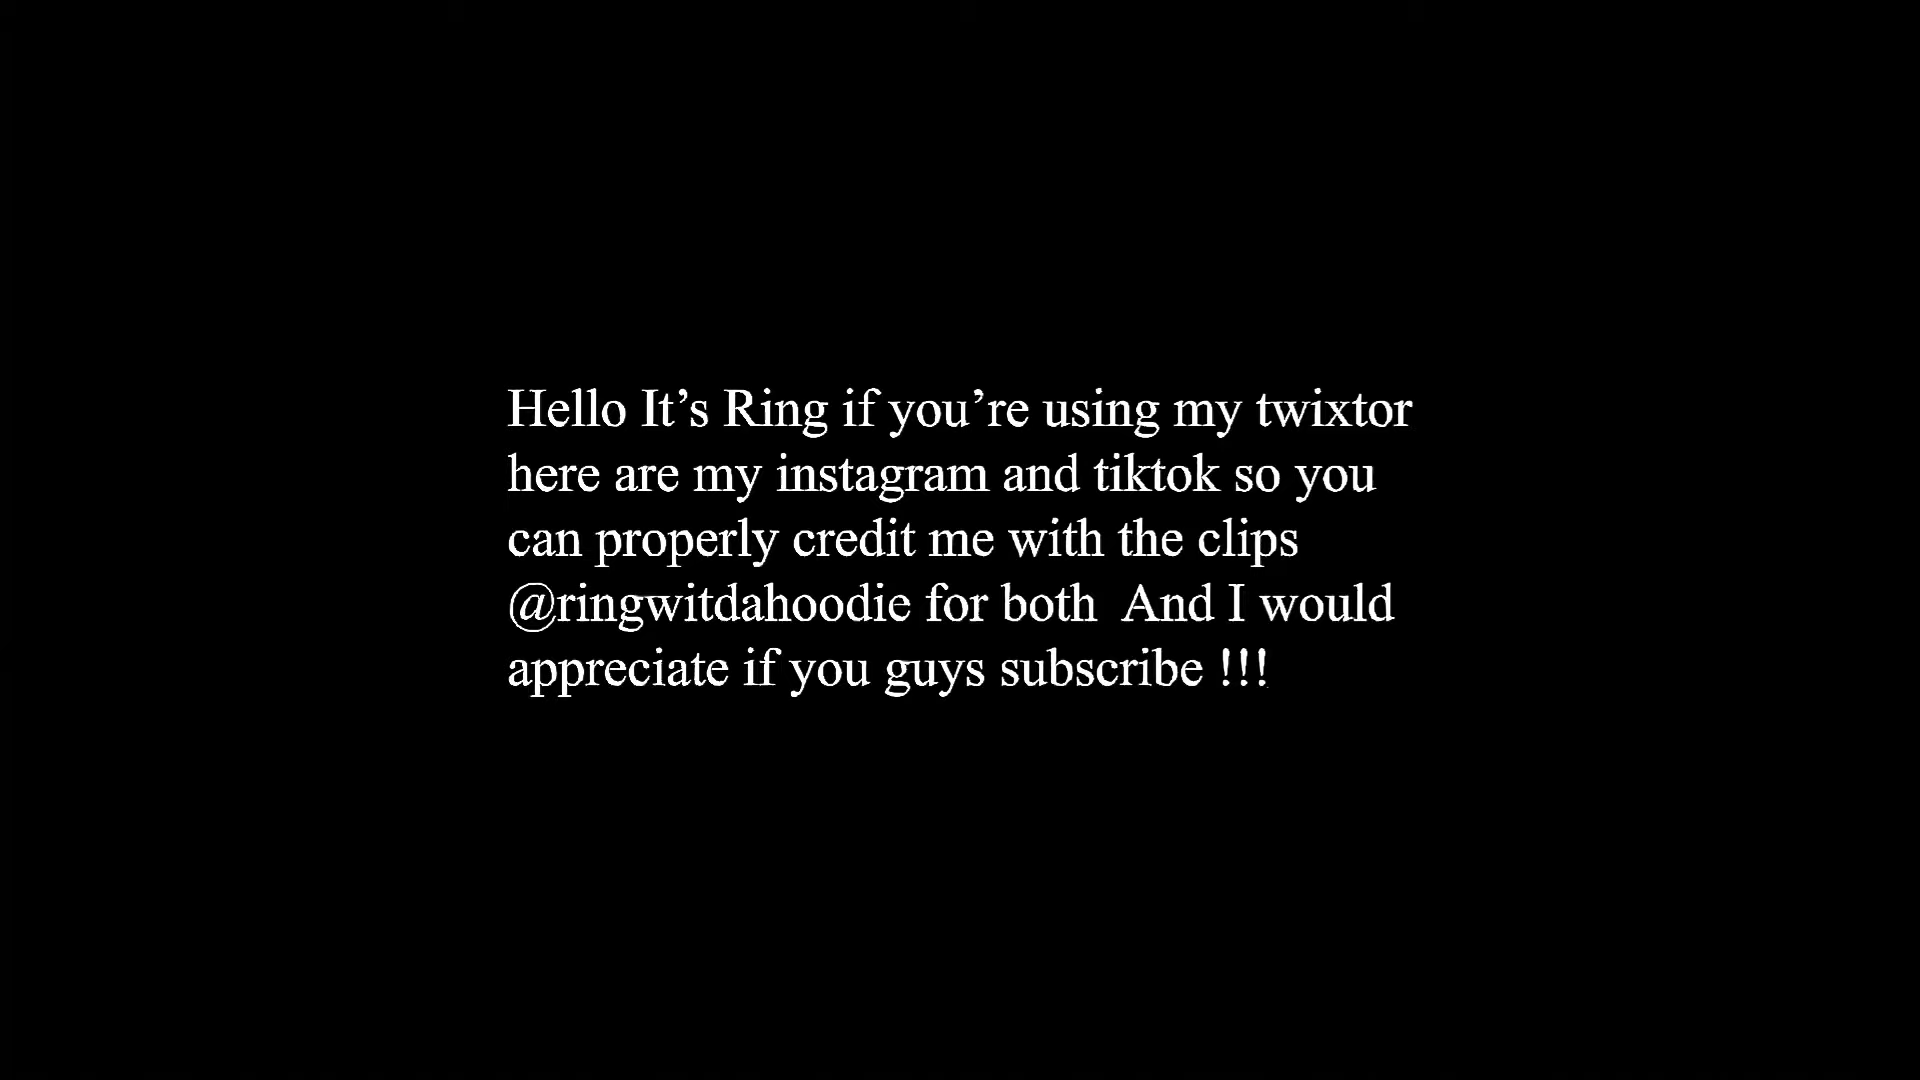 Hello It’s Ring if you’re using my twixtor
here are my instagram and tiktok so you
can properly credit me with the clips
@ringwitdahoodie for both  And I would
appreciate if you guys subscribe !!!